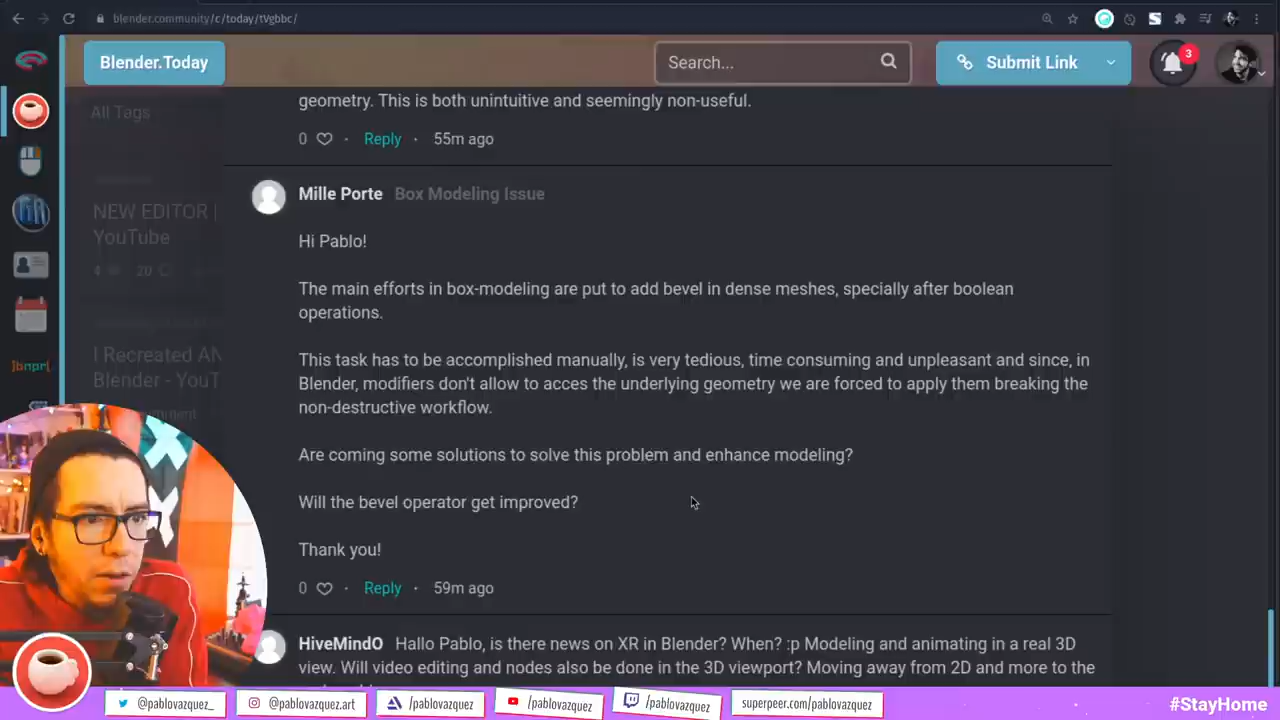 blender.community/c/today/tVgbbc/
Blender.Today
Search...
Submit Link
3
All Tags
geometry. This is both unintuitive and seemingly non-useful.
0 · Reply · 55m ago
NEW EDITOR |
YouTube
4 20
Mille Porte Box Modeling Issue
Hi Pablo!
The main efforts in box-modeling are put to add bevel in dense meshes, specially after boolean
operations.
This task has to be accomplished manually, is very tedious, time consuming and unpleasant and since, in
Blender, modifiers don't allow to acces the underlying geometry we are forced to apply them breaking the
non-destructive workflow.
I Recreated AN
Blender - YouT
Are coming some solutions to solve this problem and enhance modeling?
Will the bevel operator get improved?
Thank you!
0 · Reply · 59m ago
HiveMindO Hallo Pablo, is there news on XR in Blender? When? :p Modeling and animating in a real 3D
view. Will video editing and nodes also be done in the 3D viewport? Moving away from 2D and more to the
@pablovazquez_
@pablovazquez.art
/pablovazquez
/pablovazquez
/pablovazquez
superpeer.com/pablovazquez
#StayHome